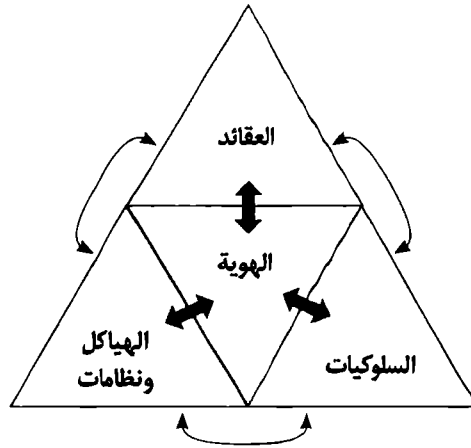 العقائد
الهوية
الهياكل
ونظامات
السلوكيات